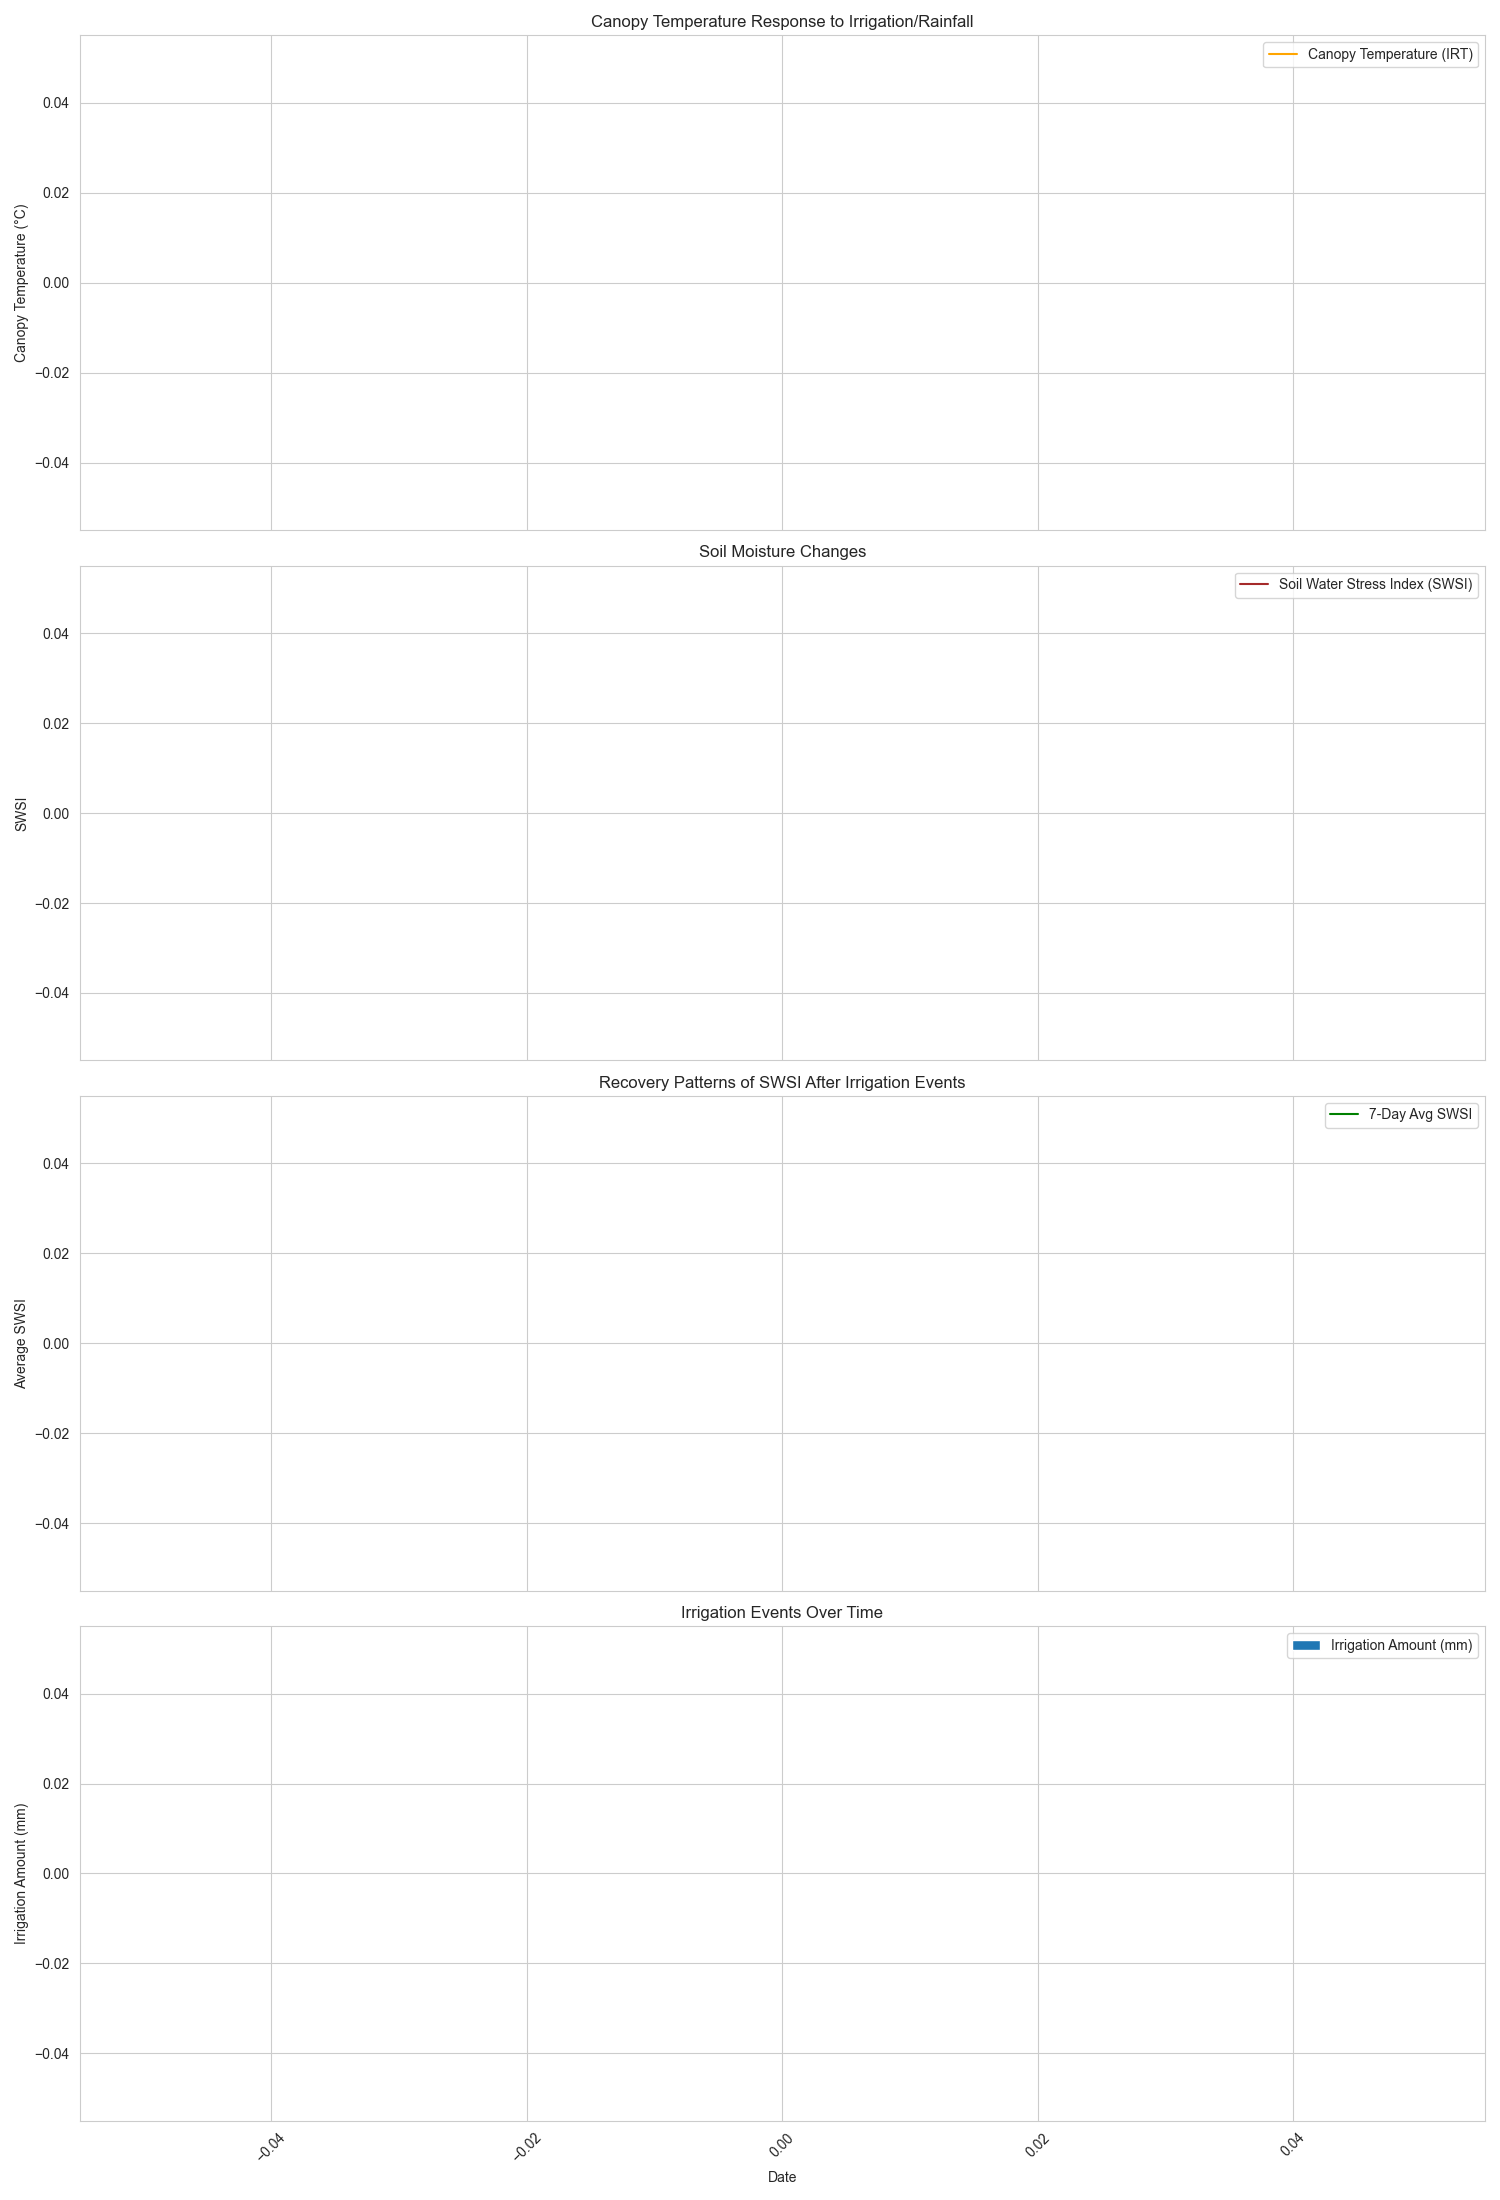 Canopy Temperature Response to Irrigation/Rainfall
Canopy Temperature (IRT)
Canopy Temperature (°C)
0.04
0.02
0.00
−0.02
−0.04
Soil Moisture Changes
Soil Water Stress Index (SWSI)
SWSI
0.04
0.02
0.00
−0.02
−0.04
Recovery Patterns of SWSI After Irrigation Events
7-Day Avg SWSI
Average SWSI
0.04
0.02
0.00
−0.02
−0.04
Irrigation Events Over Time
Irrigation Amount (mm)
Irrigation Amount (mm)
0.04
0.02
0.00
−0.02
−0.04
−0.04 −0.02 0.00 0.02 0.04
Date